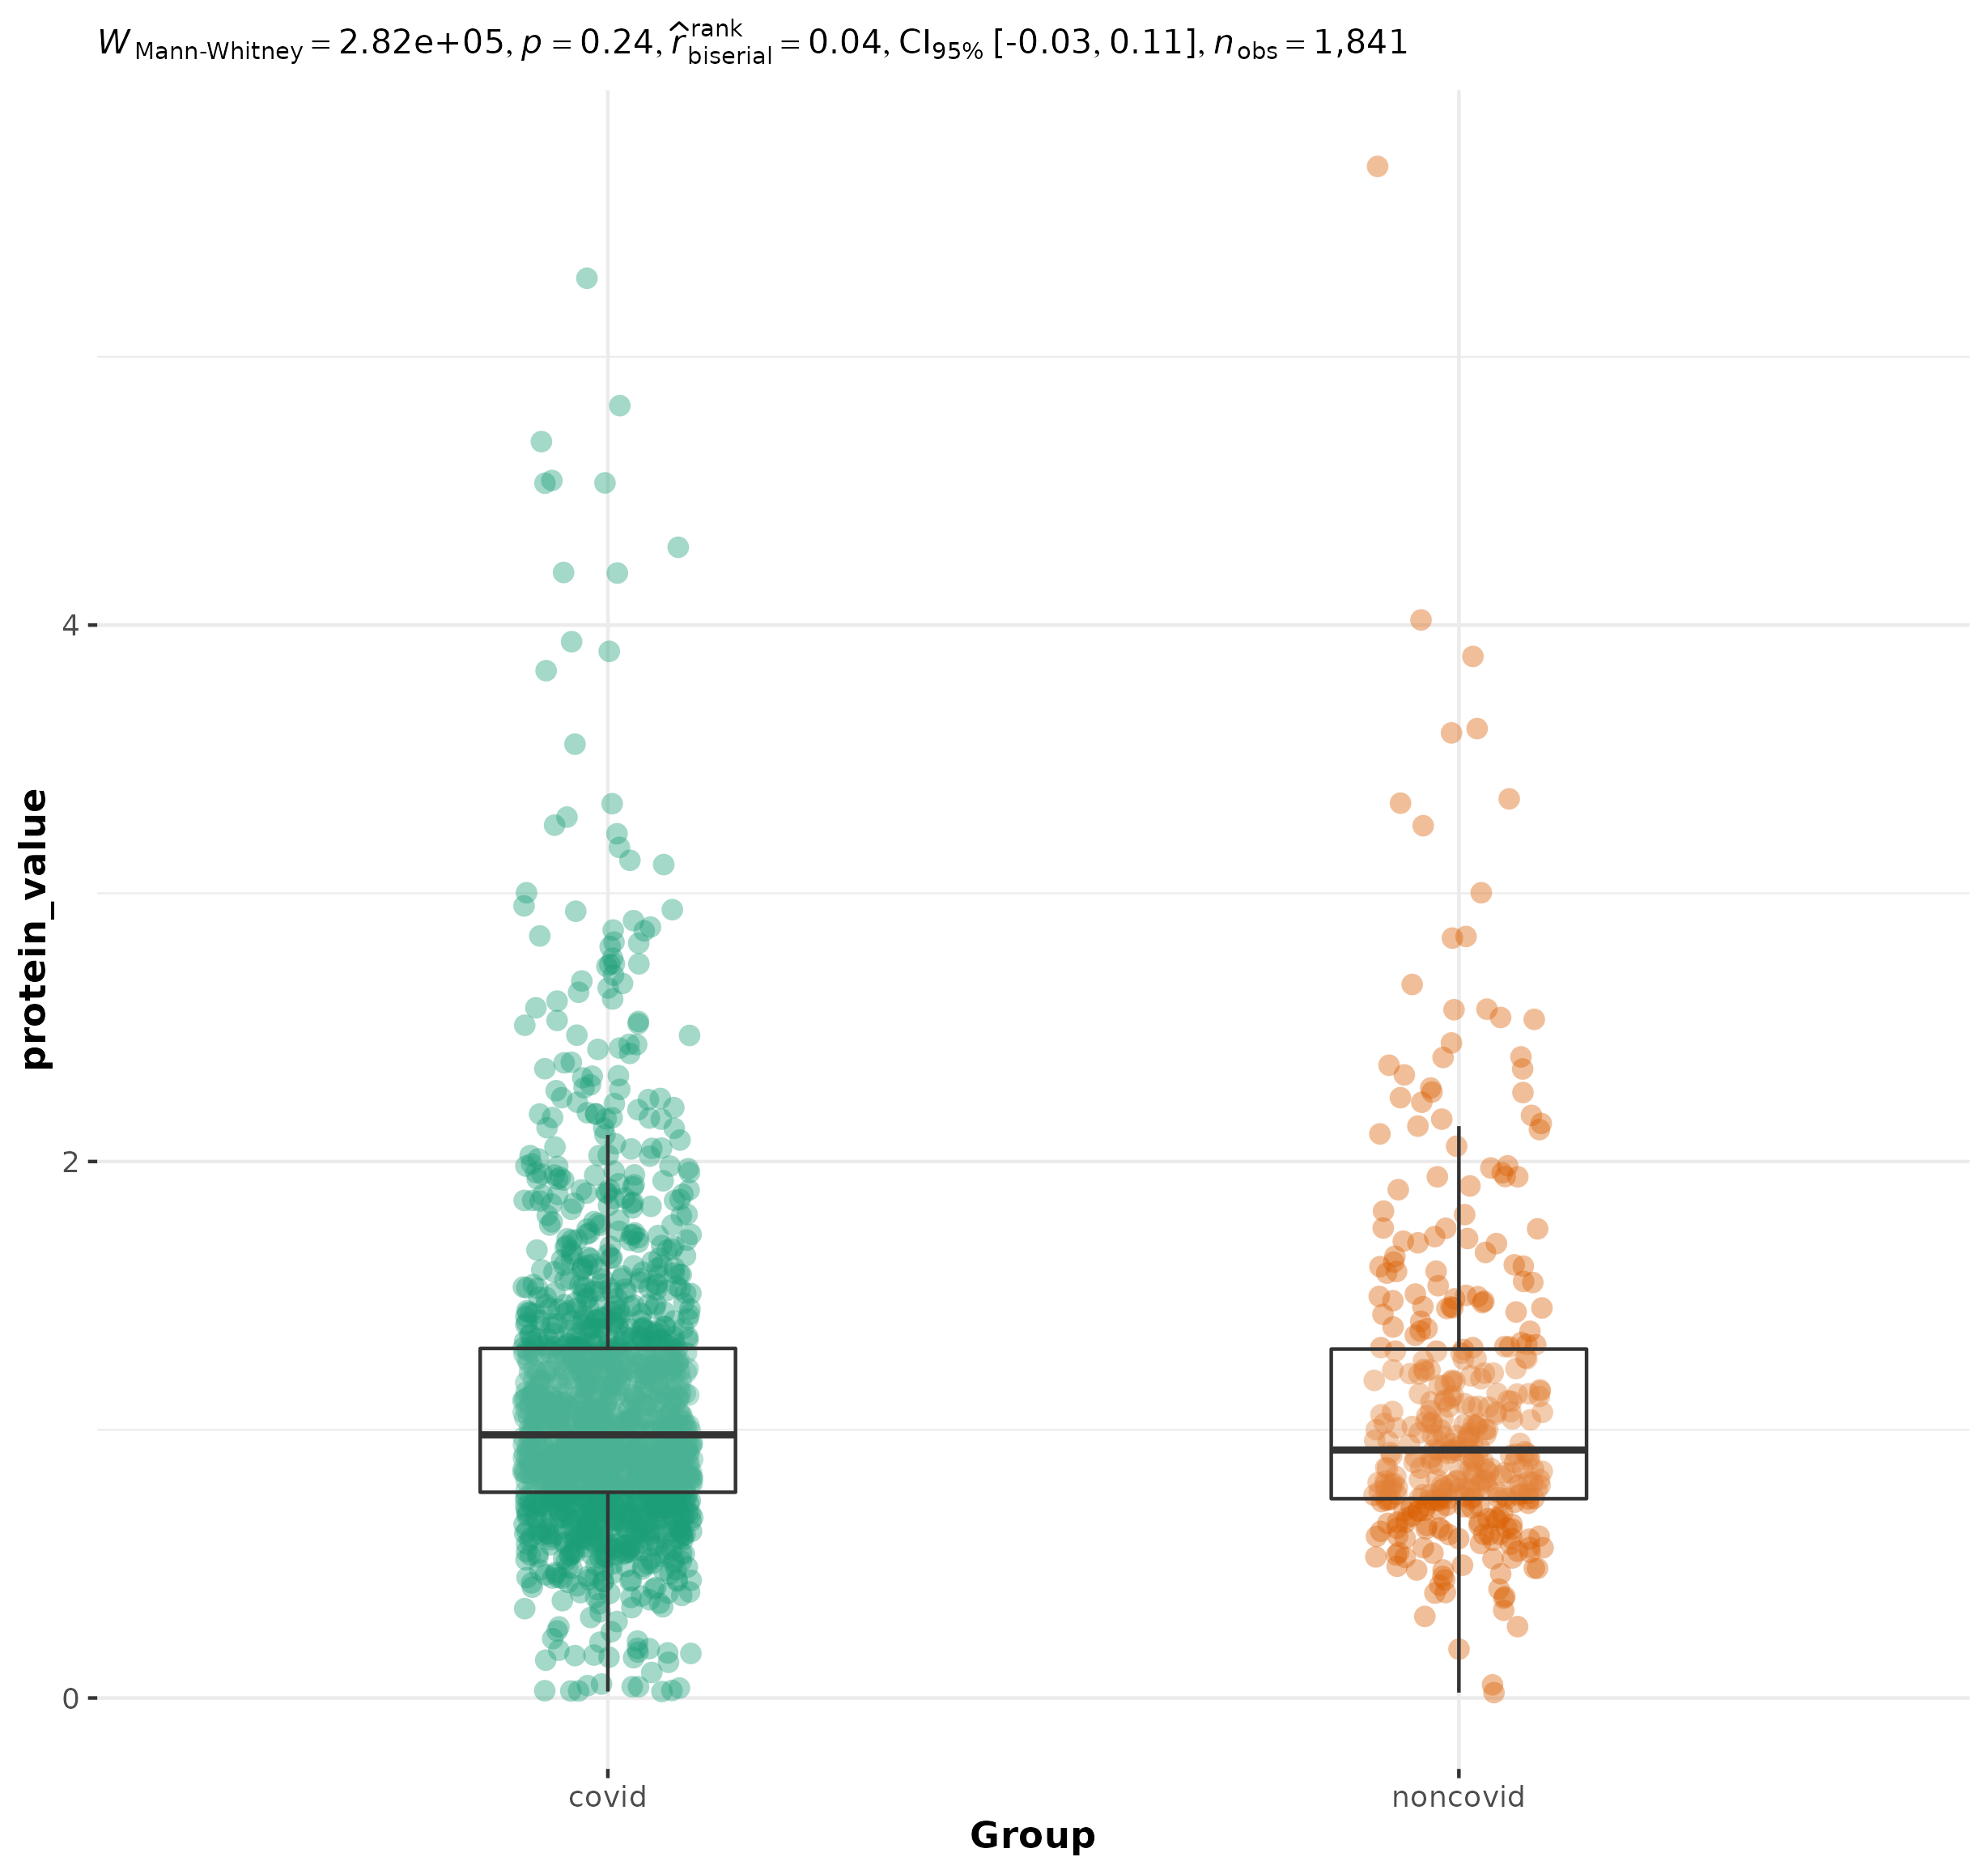 W Mann-Whitney = 2.82e+05, p = 0.24, r̂ rank biserial = 0.04, CI95% [-0.03, 0.11], nobs = 1,841
4
2
0
protein_value
covid noncovid
Group